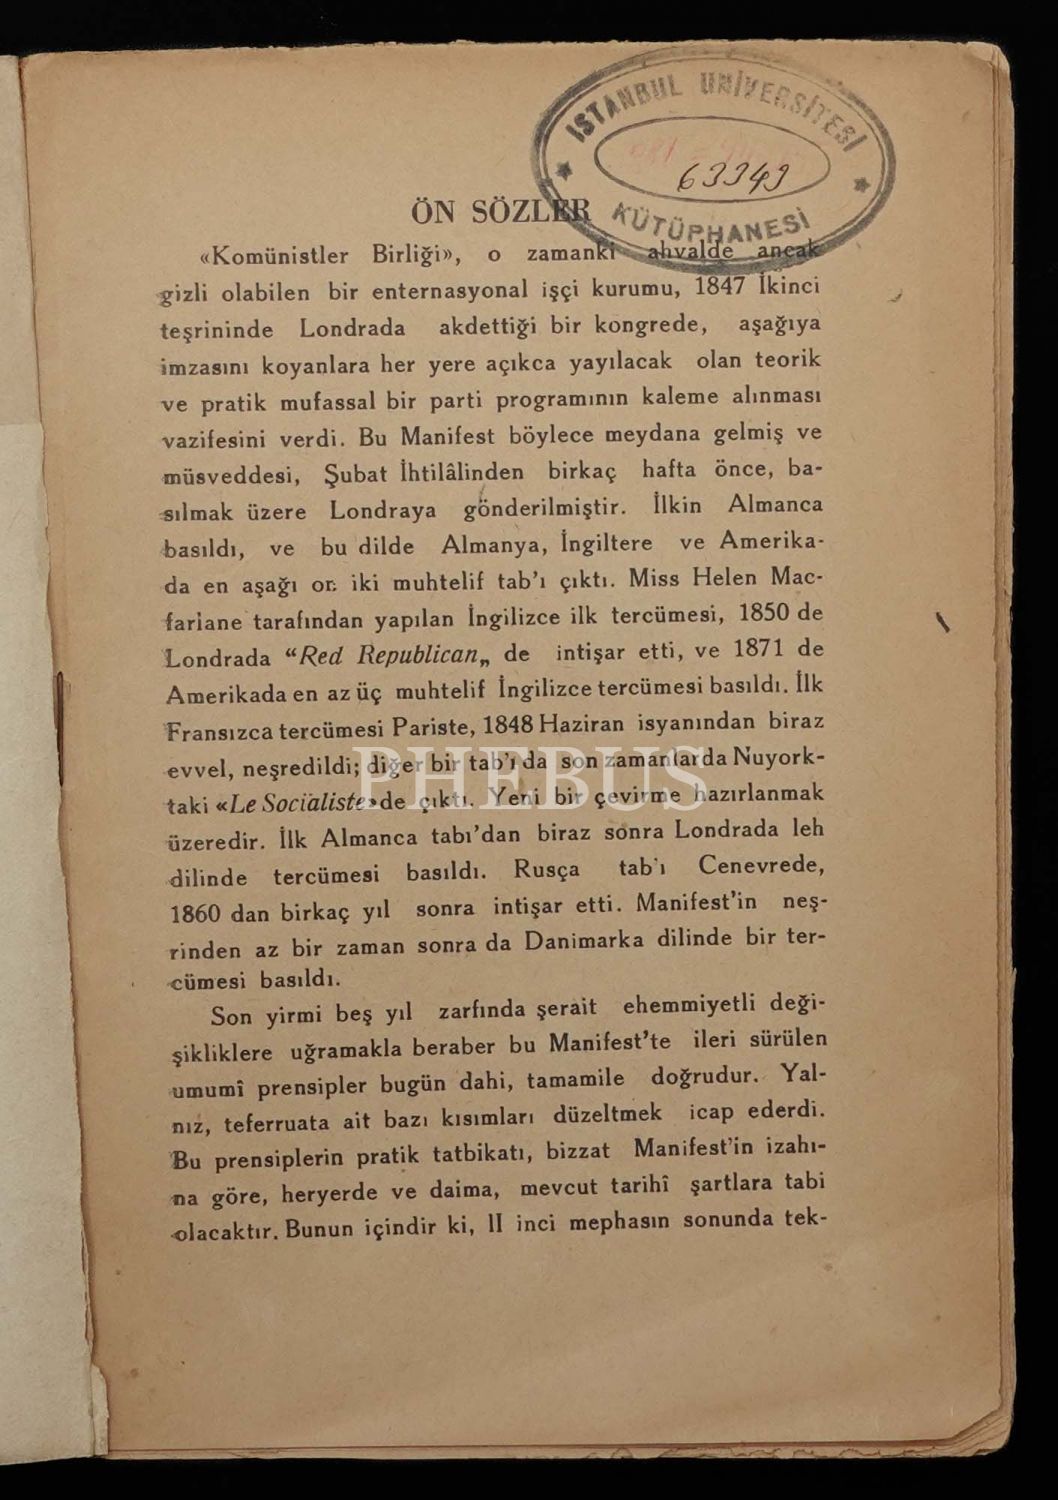 İSTANBUL ÜNİVERSİTESİ
63349
KÜTÜPHANESİ
ÖN SÖZLER
«Komünistler Birliği», o zamanki ahvalde ancak
gizli olabilen bir enternasyonal işçi kurumu, 1847 İkinci
teşrininde Londrada akdettiği bir kongrede, aşağıya
imzasını koyanlara her yere açıkca yayılacak olan teorik
ve pratik mufassal bir parti programının kaleme alınması
vazifesini verdi. Bu Manifest böylece meydana gelmiş ve
müsveddesi, Şubat İhtilâlinden birkaç hafta önce, ba-
sılmak üzere Londraya gönderilmiştir. İlkin Almanca
basıldı, ve bu dilde Almanya, İngiltere ve Amerika-
da en aşağı on iki muhtelif tab'ı çıktı. Miss Helen Mac-
farlane tarafından yapılan İngilizce ilk tercümesi, 1850 de
Londrada “Red Republican„ de intişar etti, ve 1871 de
Amerikada en az üç muhtelif İngilizce tercümesi basıldı. İlk
Fransızca tercümesi Pariste, 1848 Haziran isyanından biraz
evvel, neşredildi; diğer bir tab'ı da son zamanlarda Nuyork-
taki «Le Socialiste» de çıktı. Yeni bir çevirme hazırlanmak
PHEBUS
üzeredir. İlk Almanca tabı'dan biraz sonra Londrada leh
dilinde tercümesi basıldı. Rusça tab'ı Cenevrede,
1860 dan birkaç yıl sonra intişar etti. Manifest'in neş-
rinden az bir zaman sonra da Danimarka dilinde bir ter-
cümesi basıldı.
Son yirmi beş yıl zarfında şerait ehemmiyetli deği-
şikliklere uğramakla beraber bu Manifest'te ileri sürülen
umumî prensipler bugün dahi, tamamile doğrudur. Yal-
nız, teferruata ait bazı kısımları düzeltmek icap ederdi.
Bu prensiplerin pratik tatbikatı, bizzat Manifest'in izahı-
na göre, heryerde ve daima, mevcut tarihî şartlara tabi
olacaktır. Bunun içindir ki, II inci mephasın sonunda tek-